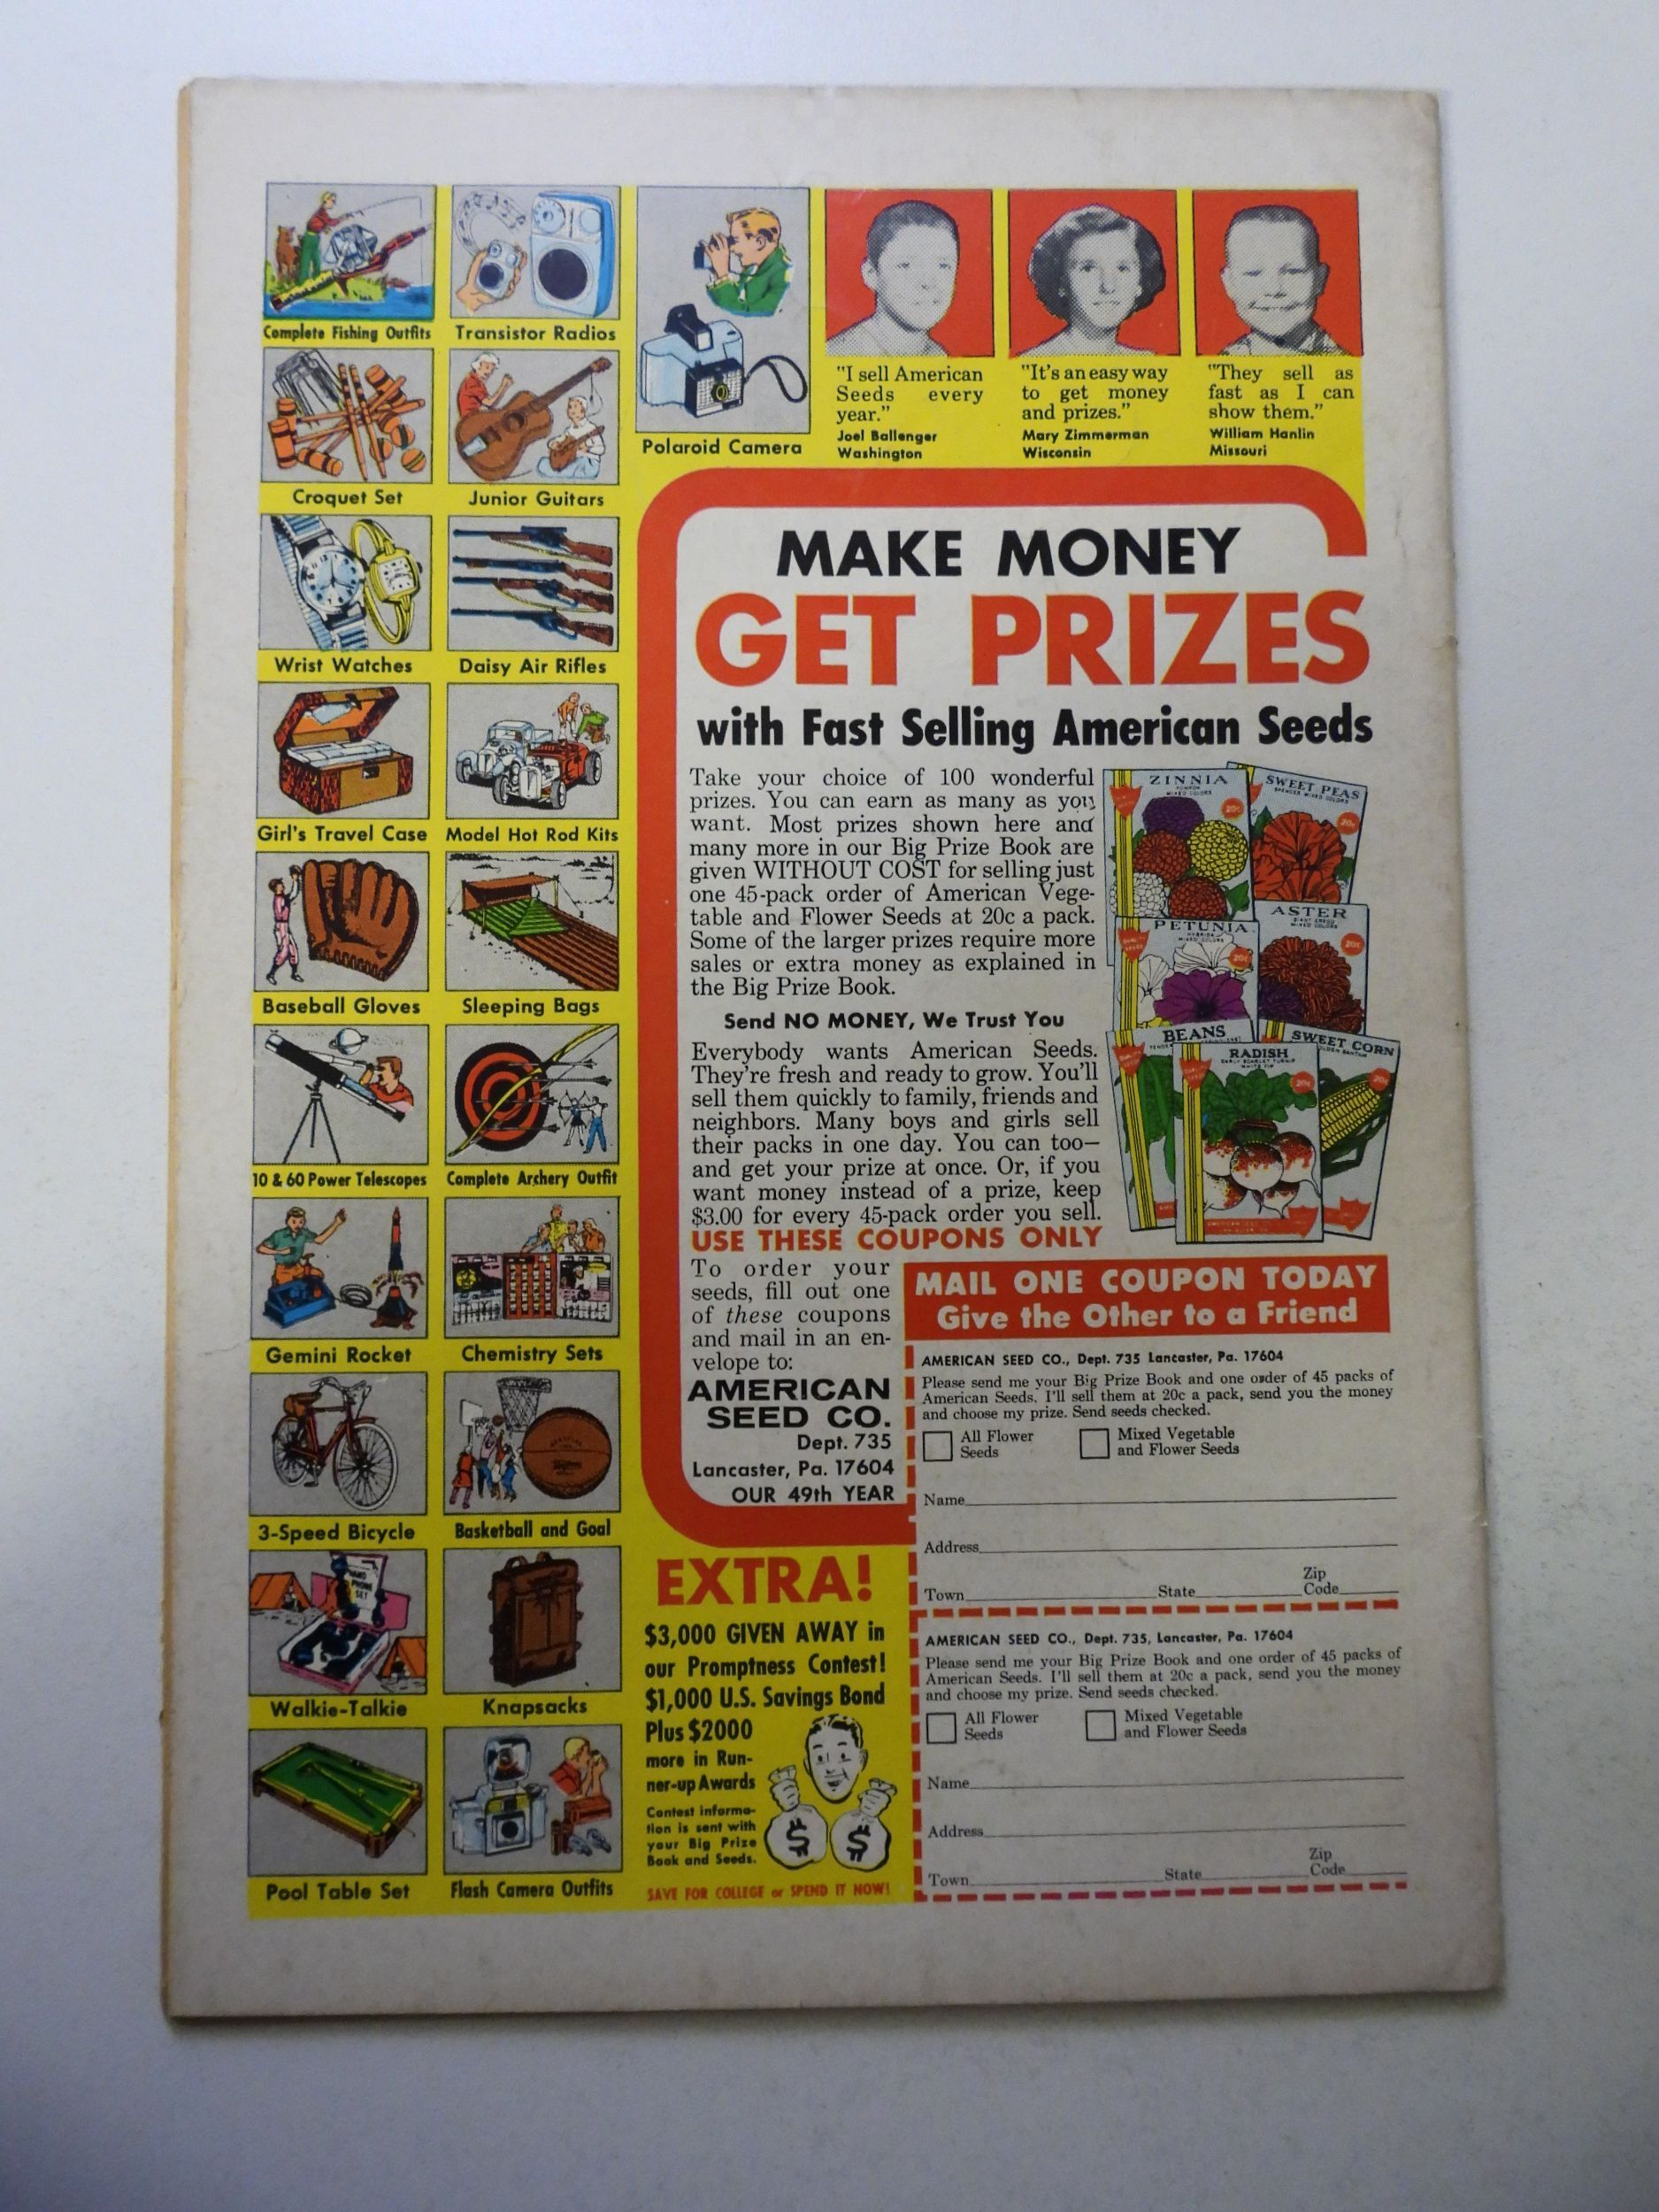 Complete Fishing Outfits
Transistor Radios
Croquet Set
Junior Guitars
Wrist Watches
Daisy Air Rifles
Girl's Travel Case
Model Hot Rod Kits
Baseball Gloves
Sleeping Bags
10 & 60 Power Telescopes
Complete Archery Outfit
Gemini Rocket
Chemistry Sets
3-Speed Bicycle
Basketball and Goal
HAND
PHONE
SET
Walkie-Talkie
Knapsacks
Pool Table Set
Flash Camera Outfits
Polaroid Camera
"I sell American
Seeds every
year."
Joel Ballenger
Washington
"It's an easy way
to get money
and prizes."
Mary Zimmerman
Wisconsin
"They sell as
fast as I can
show them."
William Hanlin
Missouri
MAKE MONEY
GET PRIZES
with Fast Selling American Seeds
Take your choice of 100 wonderful
prizes. You can earn as many as you
want. Most prizes shown here and
many more in our Big Prize Book are
given WITHOUT COST for selling just
one 45-pack order of American Vege-
table and Flower Seeds at 20c a pack.
Some of the larger prizes require more
sales or extra money as explained in
the Big Prize Book.
Send NO MONEY, We Trust You
Everybody wants American Seeds.
They're fresh and ready to grow. You'll
sell them quickly to family, friends and
neighbors. Many boys and girls sell
their packs in one day. You can too—
and get your prize at once. Or, if you
want money instead of a prize, keep
$3.00 for every 45-pack order you sell.
USE THESE COUPONS ONLY
ZINNIA
MIXED COLORS
20c
SWEET PEAS
SPENCER MIXED COLORS
20c
PETUNIA
MIXED COLORS
20c
ASTER
MIXED COLORS
20c
BEANS
RADISH
20c
SWEET CORN
20c
To order your
seeds, fill out one
of these coupons
and mail in an en-
velope to:
AMERICAN
SEED CO.
Dept. 735
Lancaster, Pa. 17604
OUR 49th YEAR
MAIL ONE COUPON TODAY
Give the Other to a Friend
AMERICAN SEED CO., Dept. 735 Lancaster, Pa. 17604
Please send me your Big Prize Book and one order of 45 packs of
American Seeds. I'll sell them at 20c a pack, send you the money
and choose my prize. Send seeds checked.
All Flower
Seeds
Mixed Vegetable
and Flower Seeds
Name
Address
Town State Zip Code
AMERICAN SEED CO., Dept. 735, Lancaster, Pa. 17604
Please send me your Big Prize Book and one order of 45 packs of
American Seeds. I'll sell them at 20c a pack, send you the money
and choose my prize. Send seeds checked.
All Flower
Seeds
Mixed Vegetable
and Flower Seeds
Name
Address
Town State Zip Code
EXTRA!
$3,000 GIVEN AWAY in
our Promptness Contest!
$1,000 U.S. Savings Bond
Plus $2000
more in Run-
ner-up Awards
Contest informa-
tion is sent with
your Big Prize
Book and Seeds.
$ $
SAVE FOR COLLEGE or SPEND IT NOW!